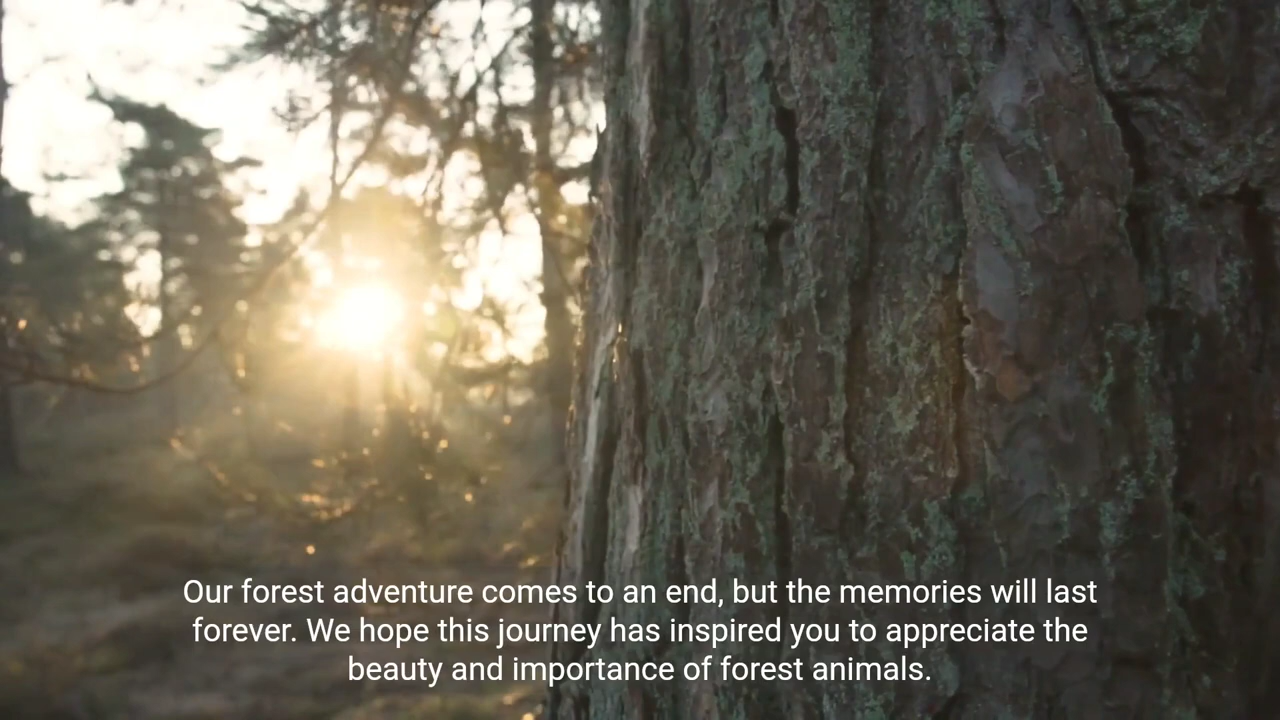 Our forest adventure comes to an end, but the memories will last
forever. We hope this journey has inspired you to appreciate the
beauty and importance of forest animals.